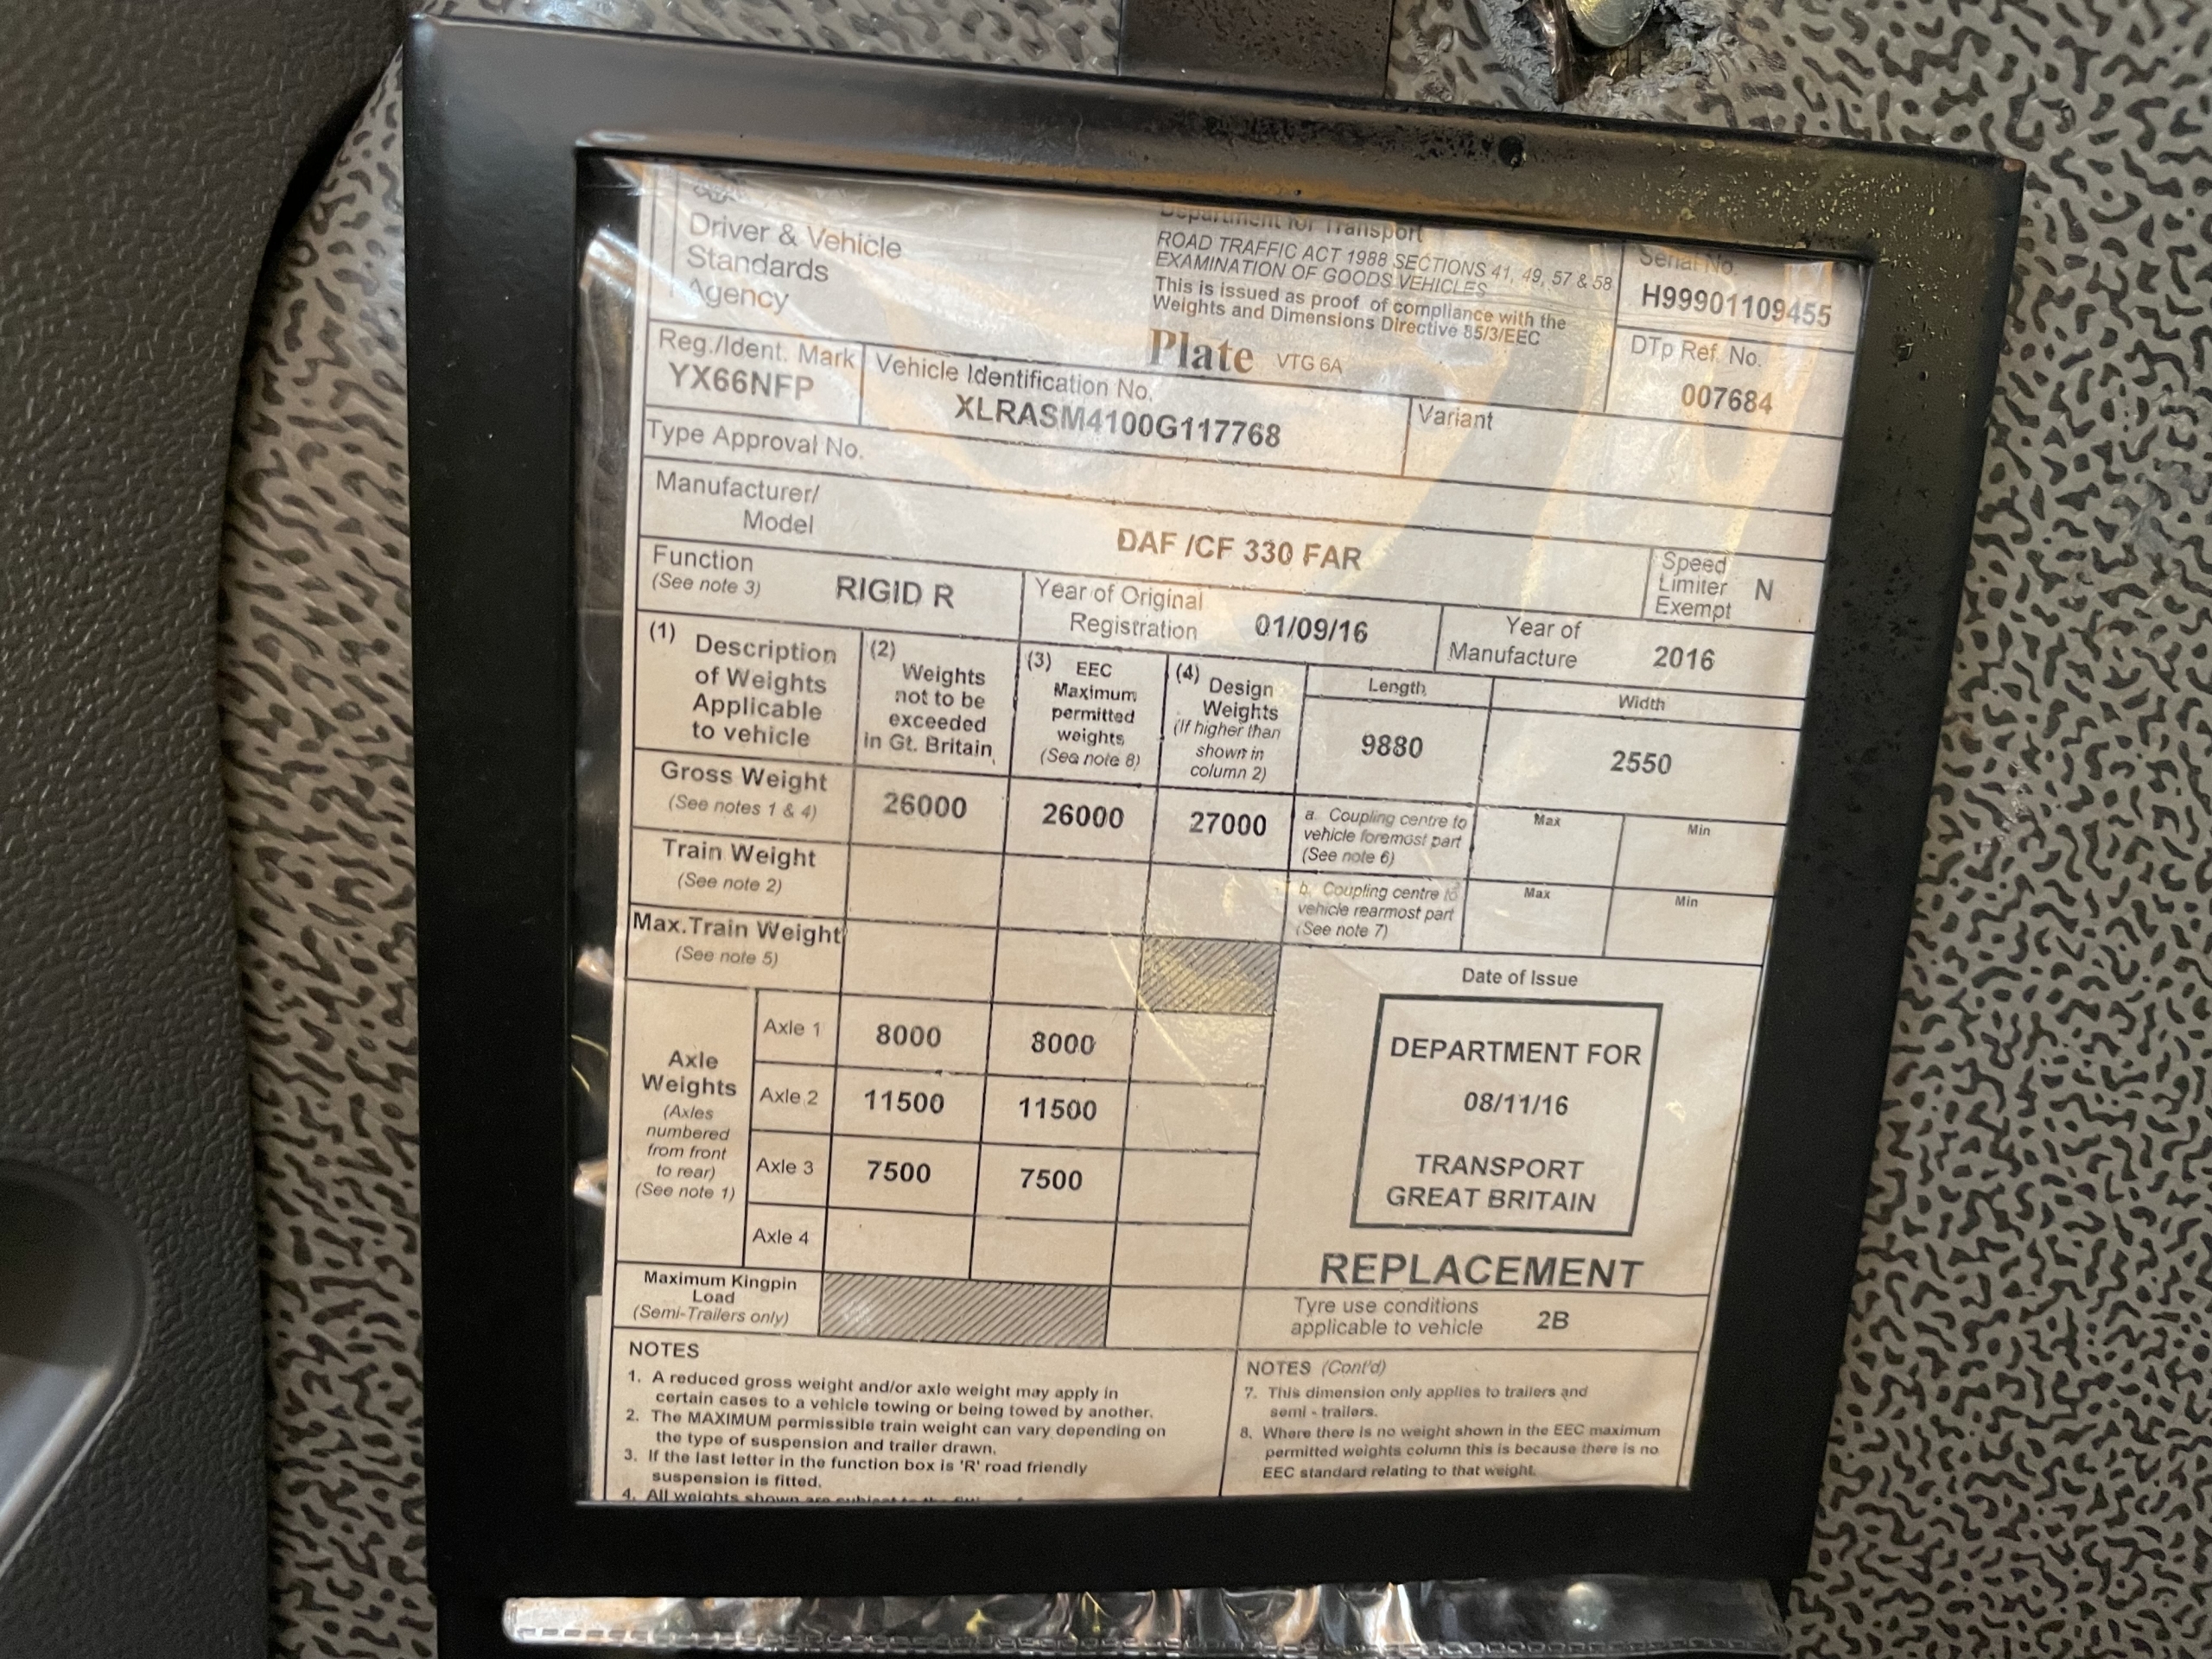 Driver & Vehicle
Standards
Agency
Department for Transport
ROAD TRAFFIC ACT 1988 SECTIONS 41, 49, 57 & 58
EXAMINATION OF GOODS VEHICLES
This is issued as proof of compliance with the
Weights and Dimensions Directive 85/3/EEC
Plate VTG 6A
Serial No.
H99901109455
DTp Ref. No.
007684
Reg./Ident. Mark
YX66NFP
Vehicle Identification No.
XLRASM4100G117768
Variant
Type Approval No.
Manufacturer/
Model
DAF /CF 330 FAR
Speed
Limiter
Exempt
N
Function
(See note 3)
RIGID R
Year of Original
Registration
01/09/16
Year of
Manufacture
2016
(1) Description
of Weights
Applicable
to vehicle
(2) Weights
not to be
exceeded
in Gt. Britain
(3) EEC
Maximum
permitted
weights
(See note 8)
(4) Design
Weights
(If higher than
shown in
column 2)
Length
9880
Width
2550
Gross Weight
(See notes 1 & 4)
26000
26000
27000
a. Coupling centre to
vehicle foremost part
(See note 6)
Max
Min
Train Weight
(See note 2)
b. Coupling centre to
vehicle rearmost part
(See note 7)
Max
Min
Max.Train Weight
(See note 5)
Axle
Weights
(Axles
numbered
from front
to rear)
(See note 1)
Axle 1 8000 8000
Axle 2 11500 11500
Axle 3 7500 7500
Axle 4
Date of Issue
DEPARTMENT FOR
08/11/16
TRANSPORT
GREAT BRITAIN
REPLACEMENT
Maximum Kingpin
Load
(Semi-Trailers only)
Tyre use conditions
applicable to vehicle
2B
NOTES
1. A reduced gross weight and/or axle weight may apply in
certain cases to a vehicle towing or being towed by another.
2. The MAXIMUM permissible train weight can vary depending on
the type of suspension and trailer drawn.
3. If the last letter in the function box is 'R' road friendly
suspension is fitted.
4. All weights shown are subject to the
NOTES (Cont'd)
7. This dimension only applies to trailers and
semi - trailers.
8. Where there is no weight shown in the EEC maximum
permitted weights column this is because there is no
EEC standard relating to that weight.